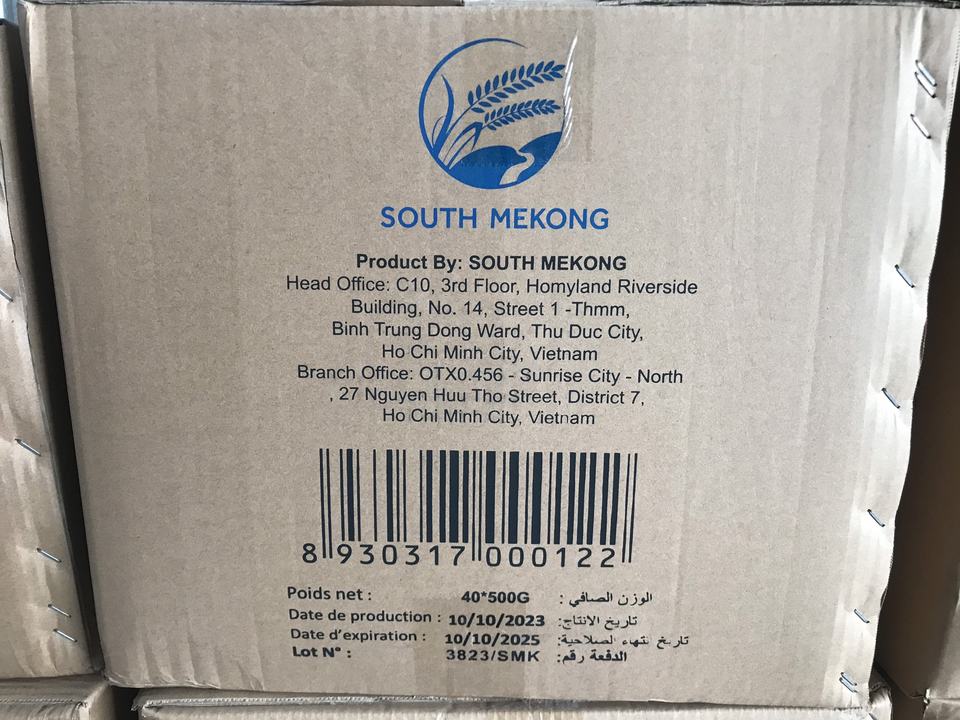 SOUTH MEKONG
Product By: SOUTH MEKONG
Head Office: C10, 3rd Floor, Homyland Riverside
Building, No. 14, Street 1 -Thmm,
Binh Trung Dong Ward, Thu Duc City,
Ho Chi Minh City, Vietnam
Branch Office: OTX0.456 - Sunrise City - North
, 27 Nguyen Huu Tho Street, District 7,
Ho Chi Minh City, Vietnam
8 930317 000122
Poids net : 40*500G الوزن الصافي :
Date de production : 10/10/2023 تاريخ الانتاج:
Date d'expiration : 10/10/2025 تاريخ نتهاء الصلاحية:
Lot N° : 3823/SMK الدفعة رقم: